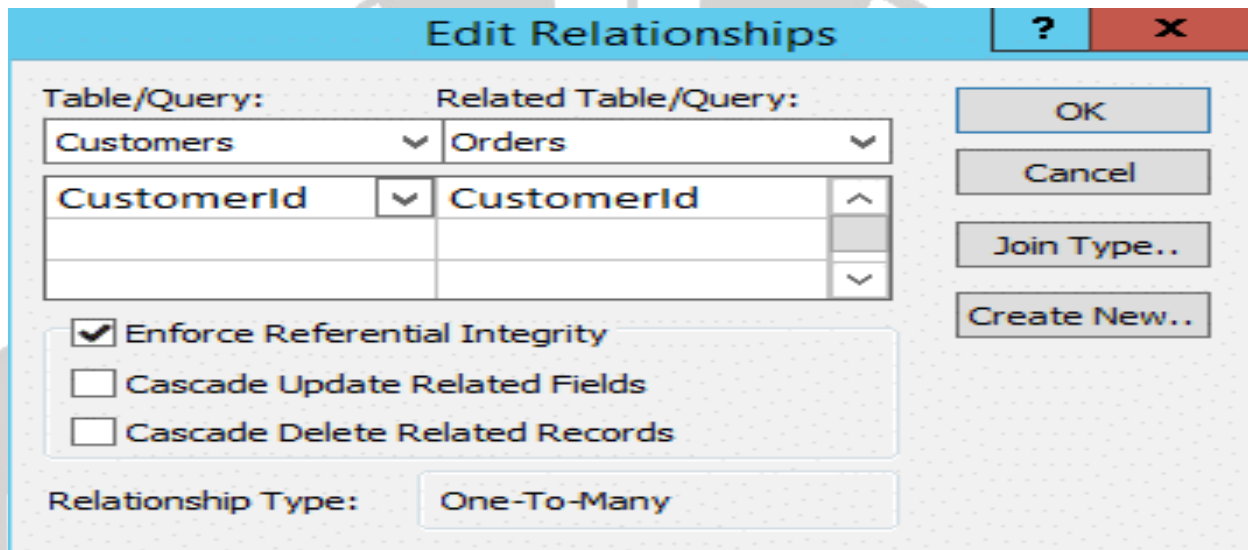 Edit Relationships ? x
Table/Query: Related Table/Query:
Customers Orders
CustomerId CustomerId
Enforce Referential Integrity
Cascade Update Related Fields
Cascade Delete Related Records
Relationship Type: One-To-Many
OK
Cancel
Join Type..
Create New..